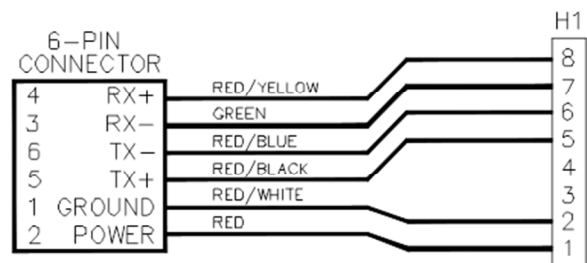 H1
6-PIN
CONNECTOR
4 RX+ RED/YELLOW 8
3 RX- GREEN 7
6 TX- RED/BLUE 6
5 TX+ RED/BLACK 5
4
1 GROUND RED/WHITE 3
2
2 POWER RED 1